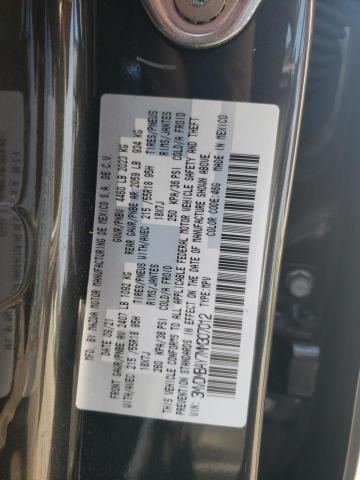 MFD. BY MAZDA MOTOR MANUFACTURING DE MEXICO S.A. DE C.V.
DATE 09/21 GVWR/PNBV 4460 LB 2023 KG
FRONT GAWR/PNBE AV 2407 LB 1092 KG REAR GAWR/PNBE AR 2059 LB 934 KG
WITH/AVEC 215/55R18 95H TIRES/PNEUS WITH/AVEC 215/55R18 95H TIRES/PNEUS
18X7J RIMS/JANTES 18X7J RIMS/JANTES
260 KPA/38 PSI COLD/A FROID 250 KPA/36 PSI COLD/A FROID
THIS VEHICLE CONFORMS TO ALL APPLICABLE FEDERAL MOTOR VEHICLE SAFETY AND THEFT
PREVENTION STANDARDS IN EFFECT ON THE DATE OF MANUFACTURE SHOWN ABOVE.
VIN: TYPE:MPV COLOR CODE:46G
MADE IN MEXICO